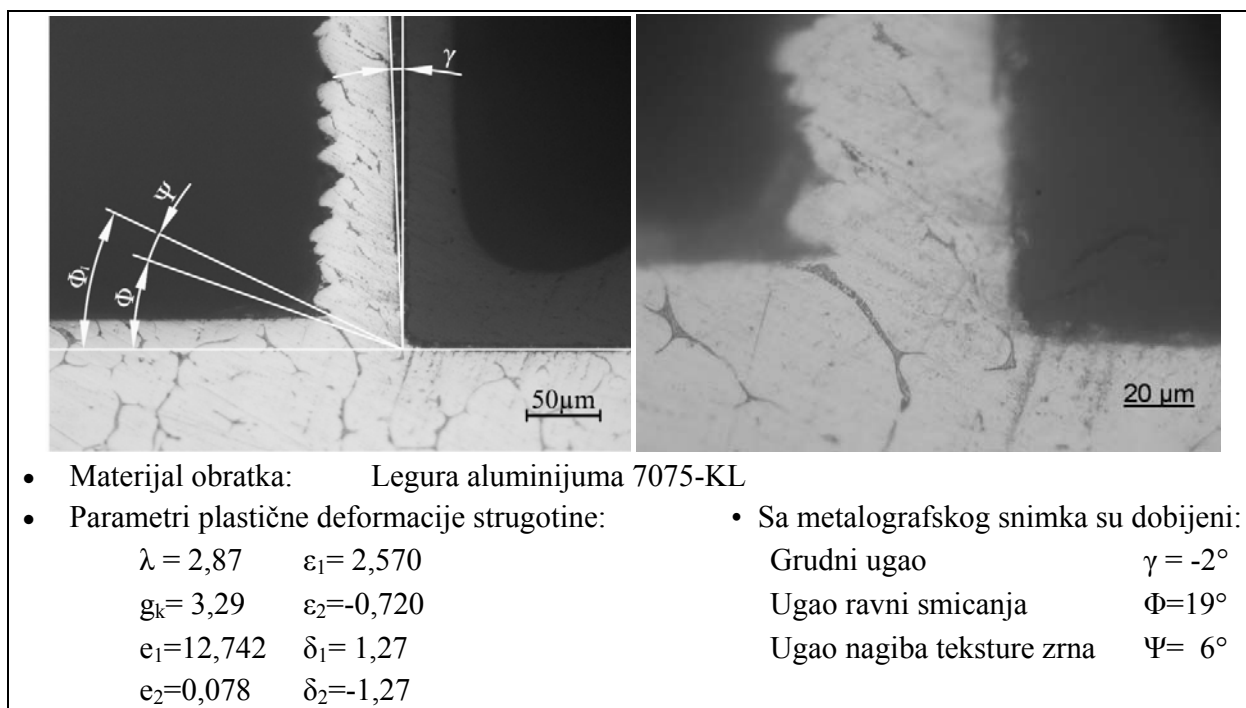 γ
Ψ
Φ₁
Φ
50μm
20 μm
• Materijal obratka: Legura aluminijuma 7075-KL
• Parametri plastične deformacije strugotine:
λ = 2,87 ε₁= 2,570
gₖ= 3,29 ε₂=-0,720
e₁=12,742 δ₁= 1,27
e₂=0,078 δ₂=-1,27
• Sa metalografskog snimka su dobijeni:
Grudni ugao γ = -2°
Ugao ravni smicanja Φ=19°
Ugao nagiba teksture zrna Ψ= 6°